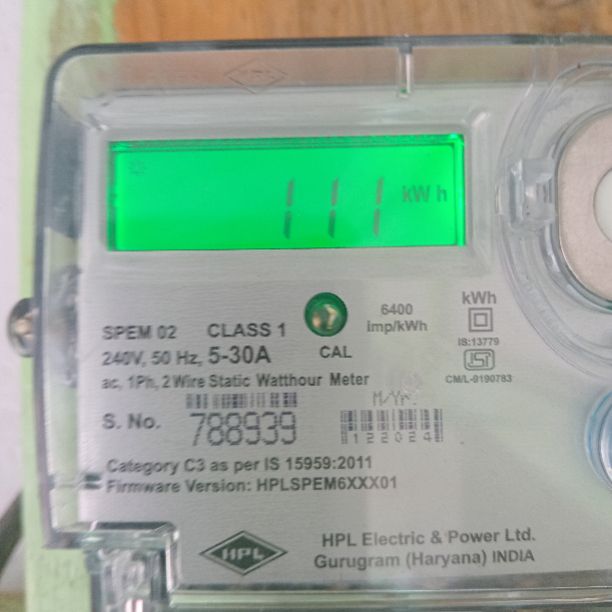 HPL
111 kWh
6400
imp/kWh
kWh
SPEM 02 CLASS 1
240V, 50 Hz, 5-30A
CAL
IS:13779
ac, 1Ph, 2 Wire Static Watthour Meter
CM/L-9190783
S. No. 788939
M/Yr.
122024
Category C3 as per IS 15959:2011
Firmware Version: HPLSPEM6XXX01
HPL
HPL Electric & Power Ltd.
Gurugram (Haryana) INDIA